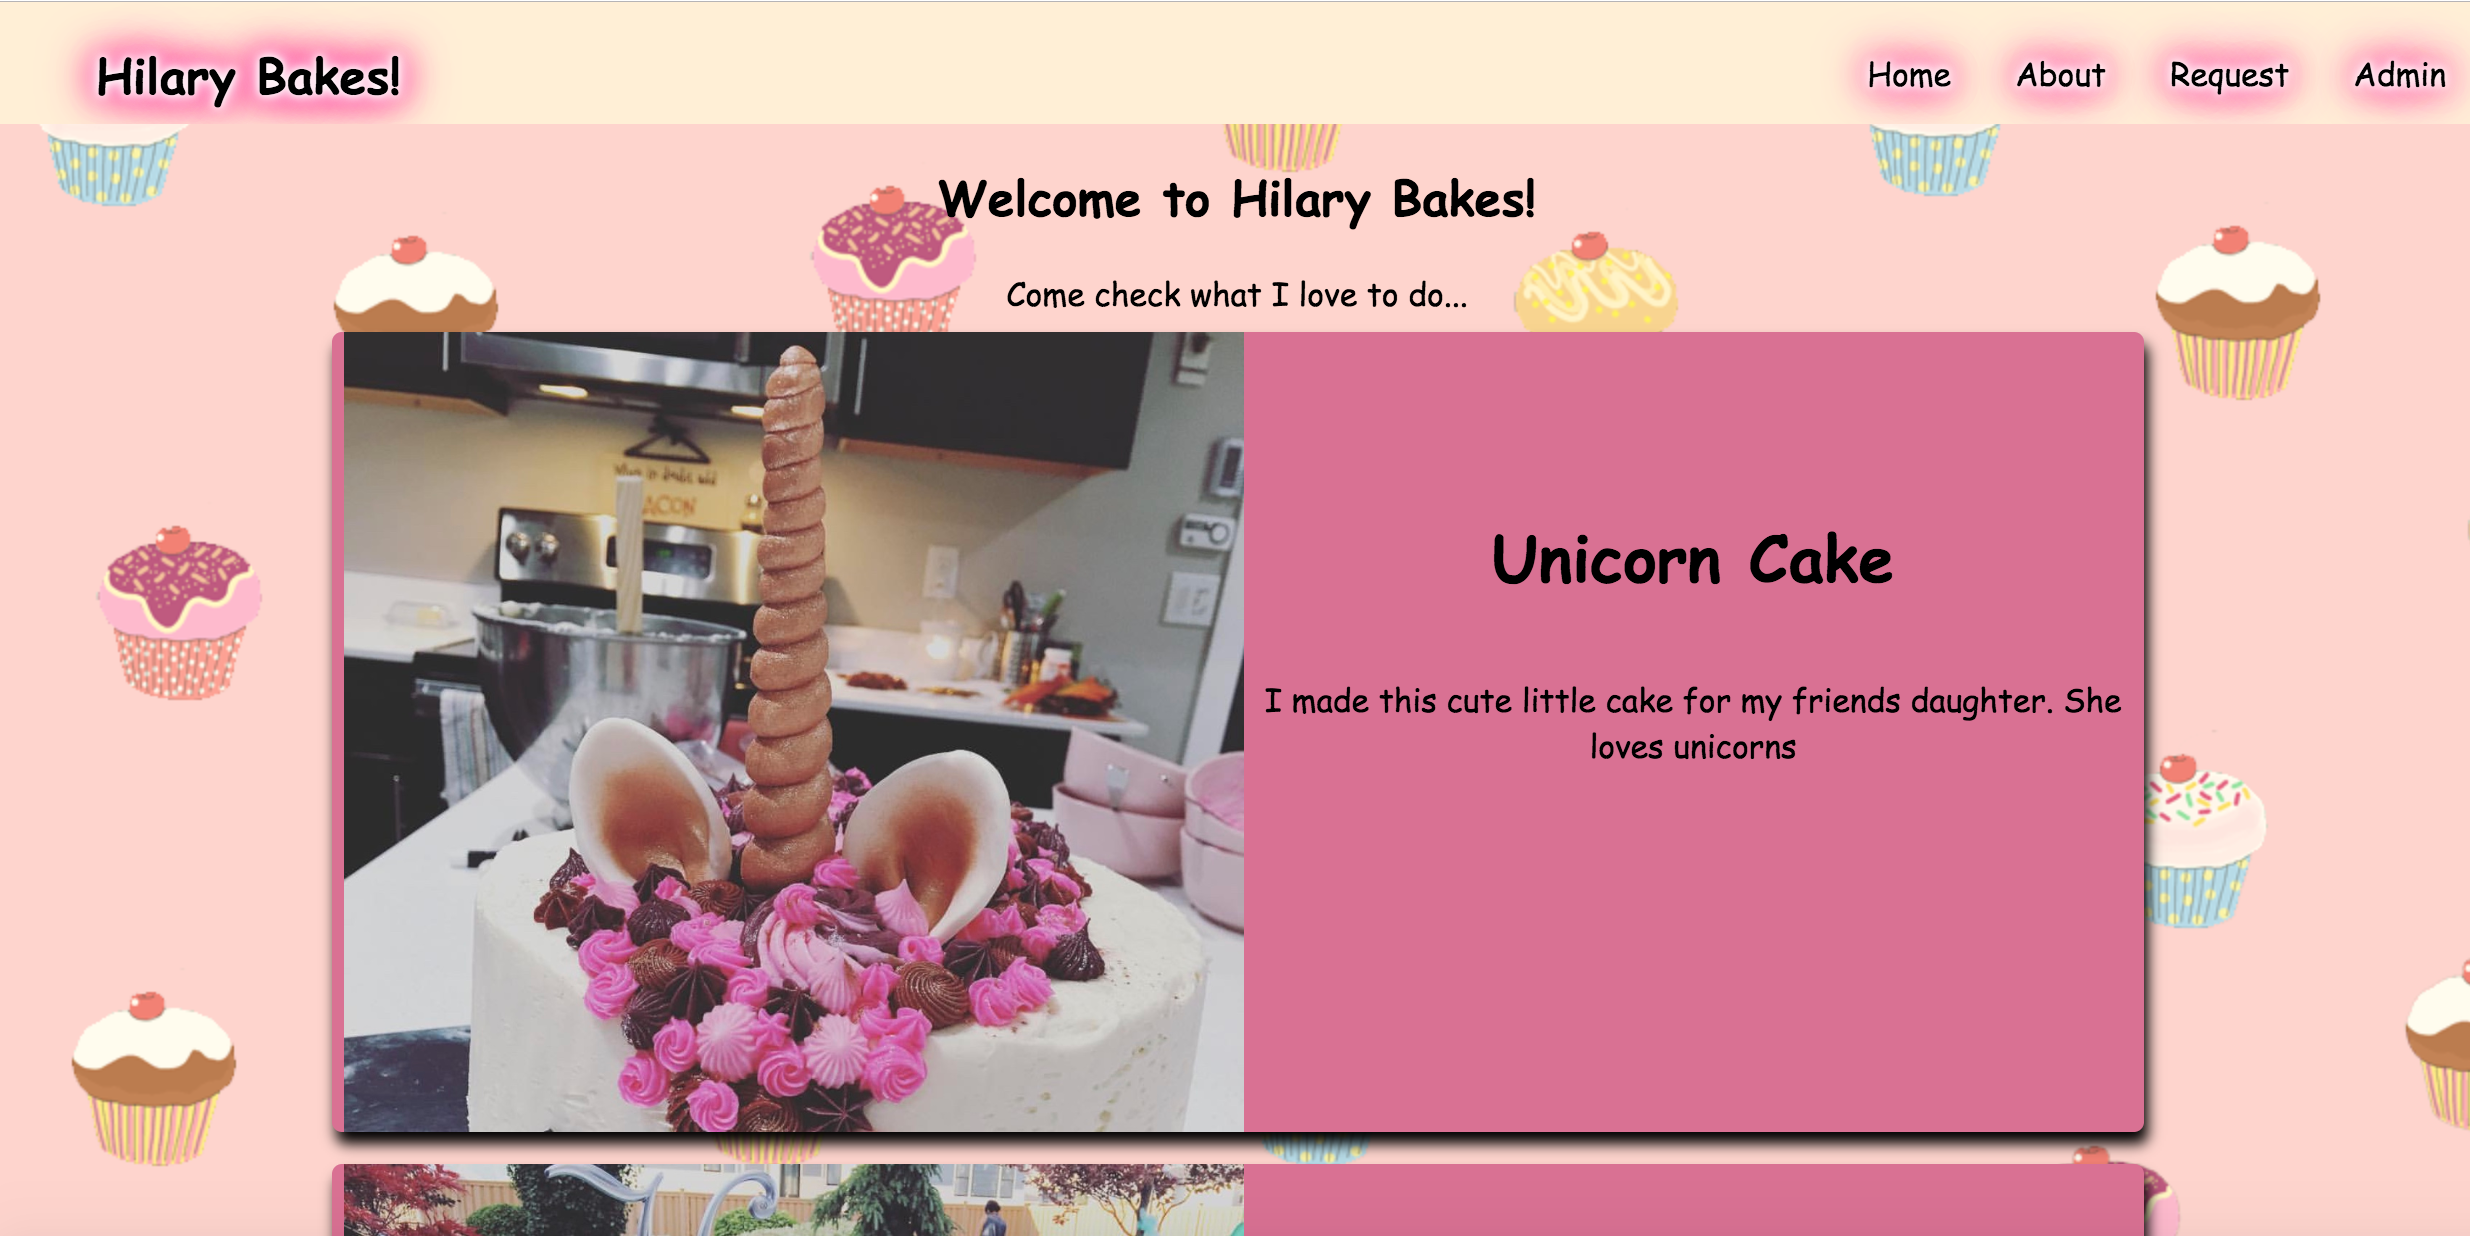 Hilary Bakes!
Home About Request Admin
Welcome to Hilary Bakes!
Come check what I love to do...
Unicorn Cake
I made this cute little cake for my friends daughter. She
loves unicorns